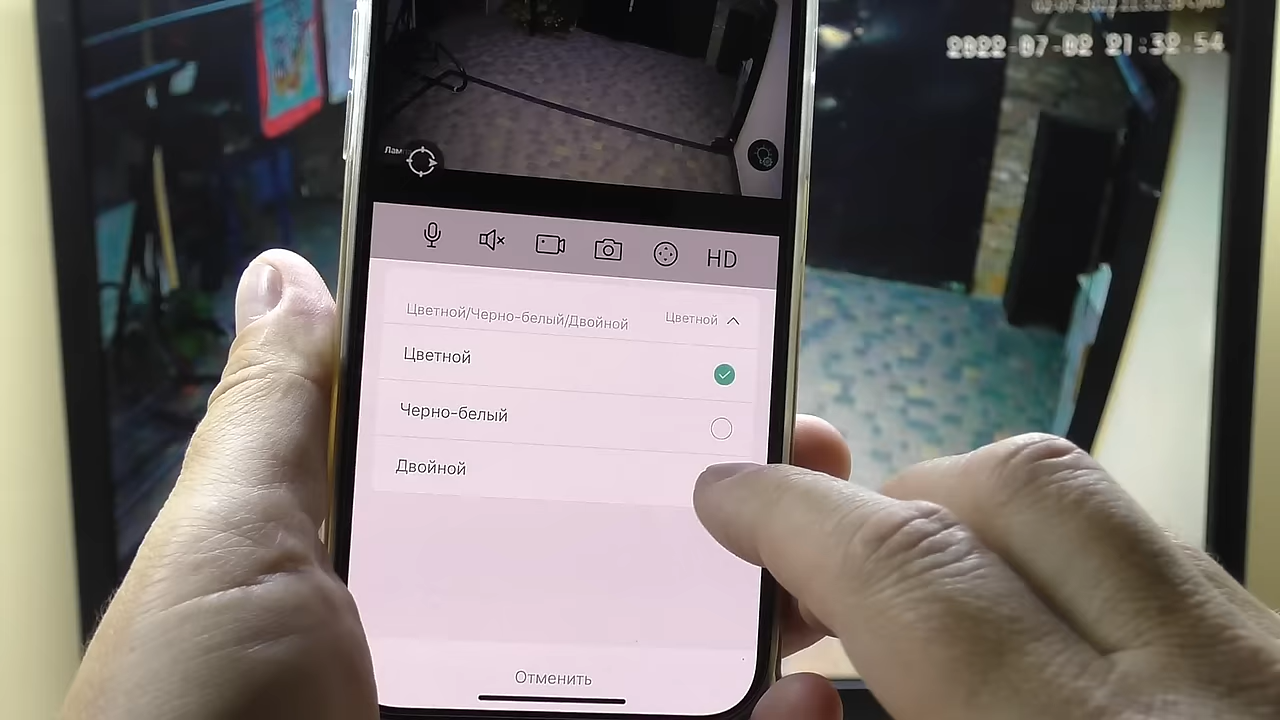 2022-07-02 21:32:54
HD
Цветной/Черно-белый/Двойной Цветной
Цветной
Черно-белый
Двойной
Отменить